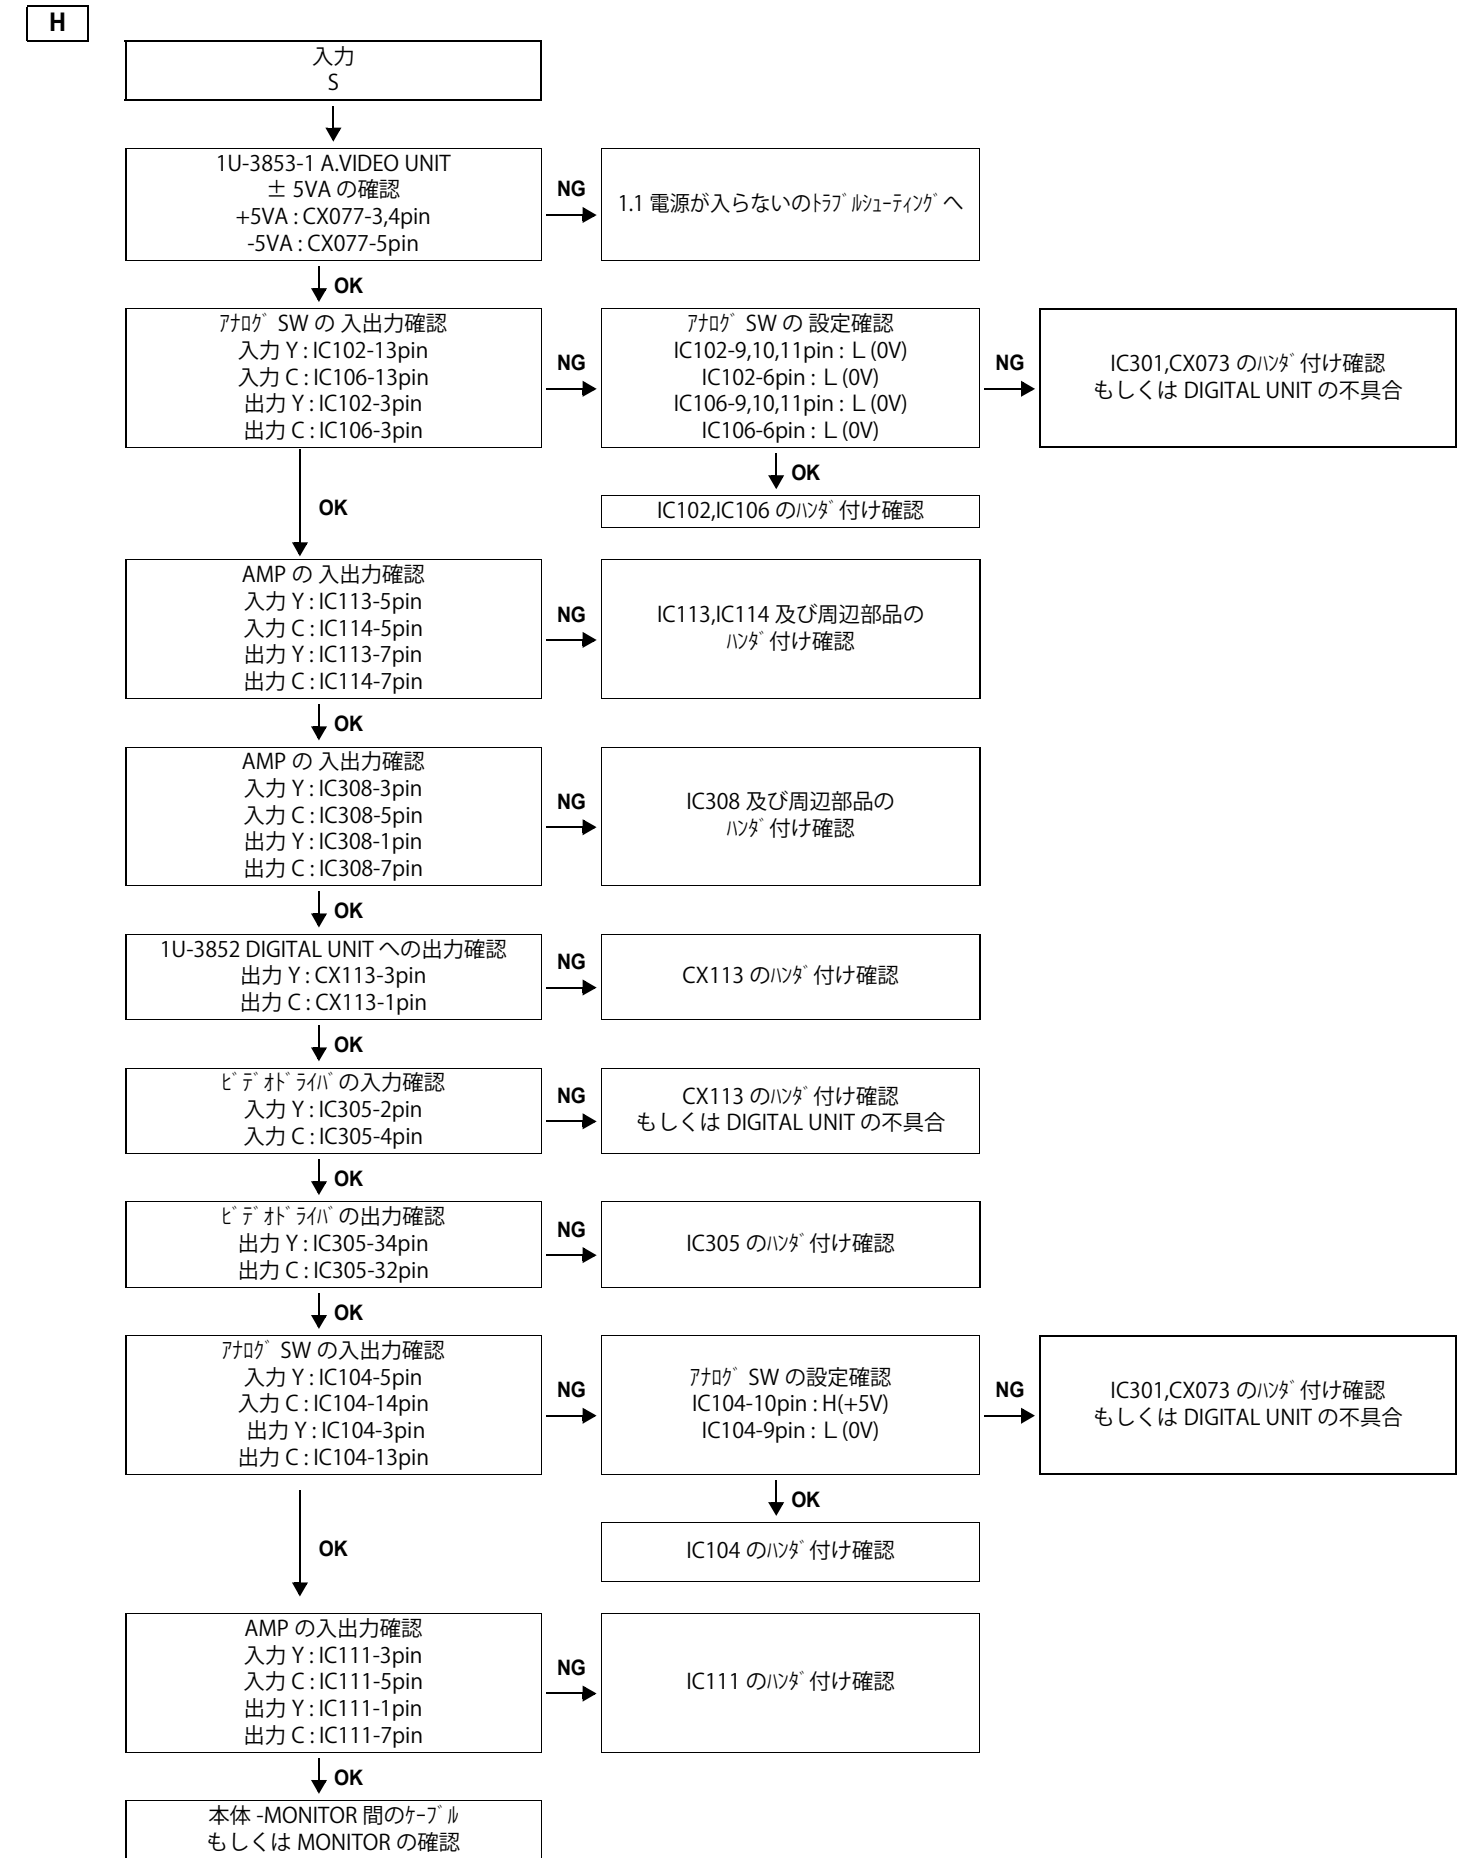 H
入力
S
1U-3853-1 A.VIDEO UNIT
± 5VA の確認
+5VA : CX077-3,4pin
-5VA : CX077-5pin
NG
1.1 電源が入らないのﾄﾗﾌﾞﾙｼｭｰﾃｨﾝｸﾞへ
OK
ｱﾅﾛｸﾞ SW の 入出力確認
入力 Y : IC102-13pin
入力 C : IC106-13pin
出力 Y : IC102-3pin
出力 C : IC106-3pin
NG
ｱﾅﾛｸﾞ SW の 設定確認
IC102-9,10,11pin : L (0V)
IC102-6pin : L (0V)
IC106-9,10,11pin : L (0V)
IC106-6pin : L (0V)
NG
IC301,CX073 のﾊﾝﾀﾞ付け確認
もしくは DIGITAL UNIT の不具合
OK
IC102,IC106 のﾊﾝﾀﾞ付け確認
OK
AMP の 入出力確認
入力 Y : IC113-5pin
入力 C : IC114-5pin
出力 Y : IC113-7pin
出力 C : IC114-7pin
NG
IC113,IC114 及び周辺部品の
ﾊﾝﾀﾞ付け確認
OK
AMP の 入出力確認
入力 Y : IC308-3pin
入力 C : IC308-5pin
出力 Y : IC308-1pin
出力 C : IC308-7pin
NG
IC308 及び周辺部品の
ﾊﾝﾀﾞ付け確認
OK
1U-3852 DIGITAL UNIT への出力確認
出力 Y : CX113-3pin
出力 C : CX113-1pin
NG
CX113 のﾊﾝﾀﾞ付け確認
OK
ﾋﾞﾃﾞｵﾄﾞﾗｲﾊﾞの入力確認
入力 Y : IC305-2pin
入力 C : IC305-4pin
NG
CX113 のﾊﾝﾀﾞ付け確認
もしくは DIGITAL UNIT の不具合
OK
ﾋﾞﾃﾞｵﾄﾞﾗｲﾊﾞの出力確認
出力 Y : IC305-34pin
出力 C : IC305-32pin
NG
IC305 のﾊﾝﾀﾞ付け確認
OK
ｱﾅﾛｸﾞ SW の入出力確認
入力 Y : IC104-5pin
入力 C : IC104-14pin
出力 Y : IC104-3pin
出力 C : IC104-13pin
NG
ｱﾅﾛｸﾞ SW の設定確認
IC104-10pin : H(+5V)
IC104-9pin : L (0V)
NG
IC301,CX073 のﾊﾝﾀﾞ付け確認
もしくは DIGITAL UNIT の不具合
OK
IC104 のﾊﾝﾀﾞ付け確認
OK
AMP の入出力確認
入力 Y : IC111-3pin
入力 C : IC111-5pin
出力 Y : IC111-1pin
出力 C : IC111-7pin
NG
IC111 のﾊﾝﾀﾞ付け確認
OK
本体 -MONITOR 間のｹｰﾌﾞﾙ
もしくは MONITOR の確認